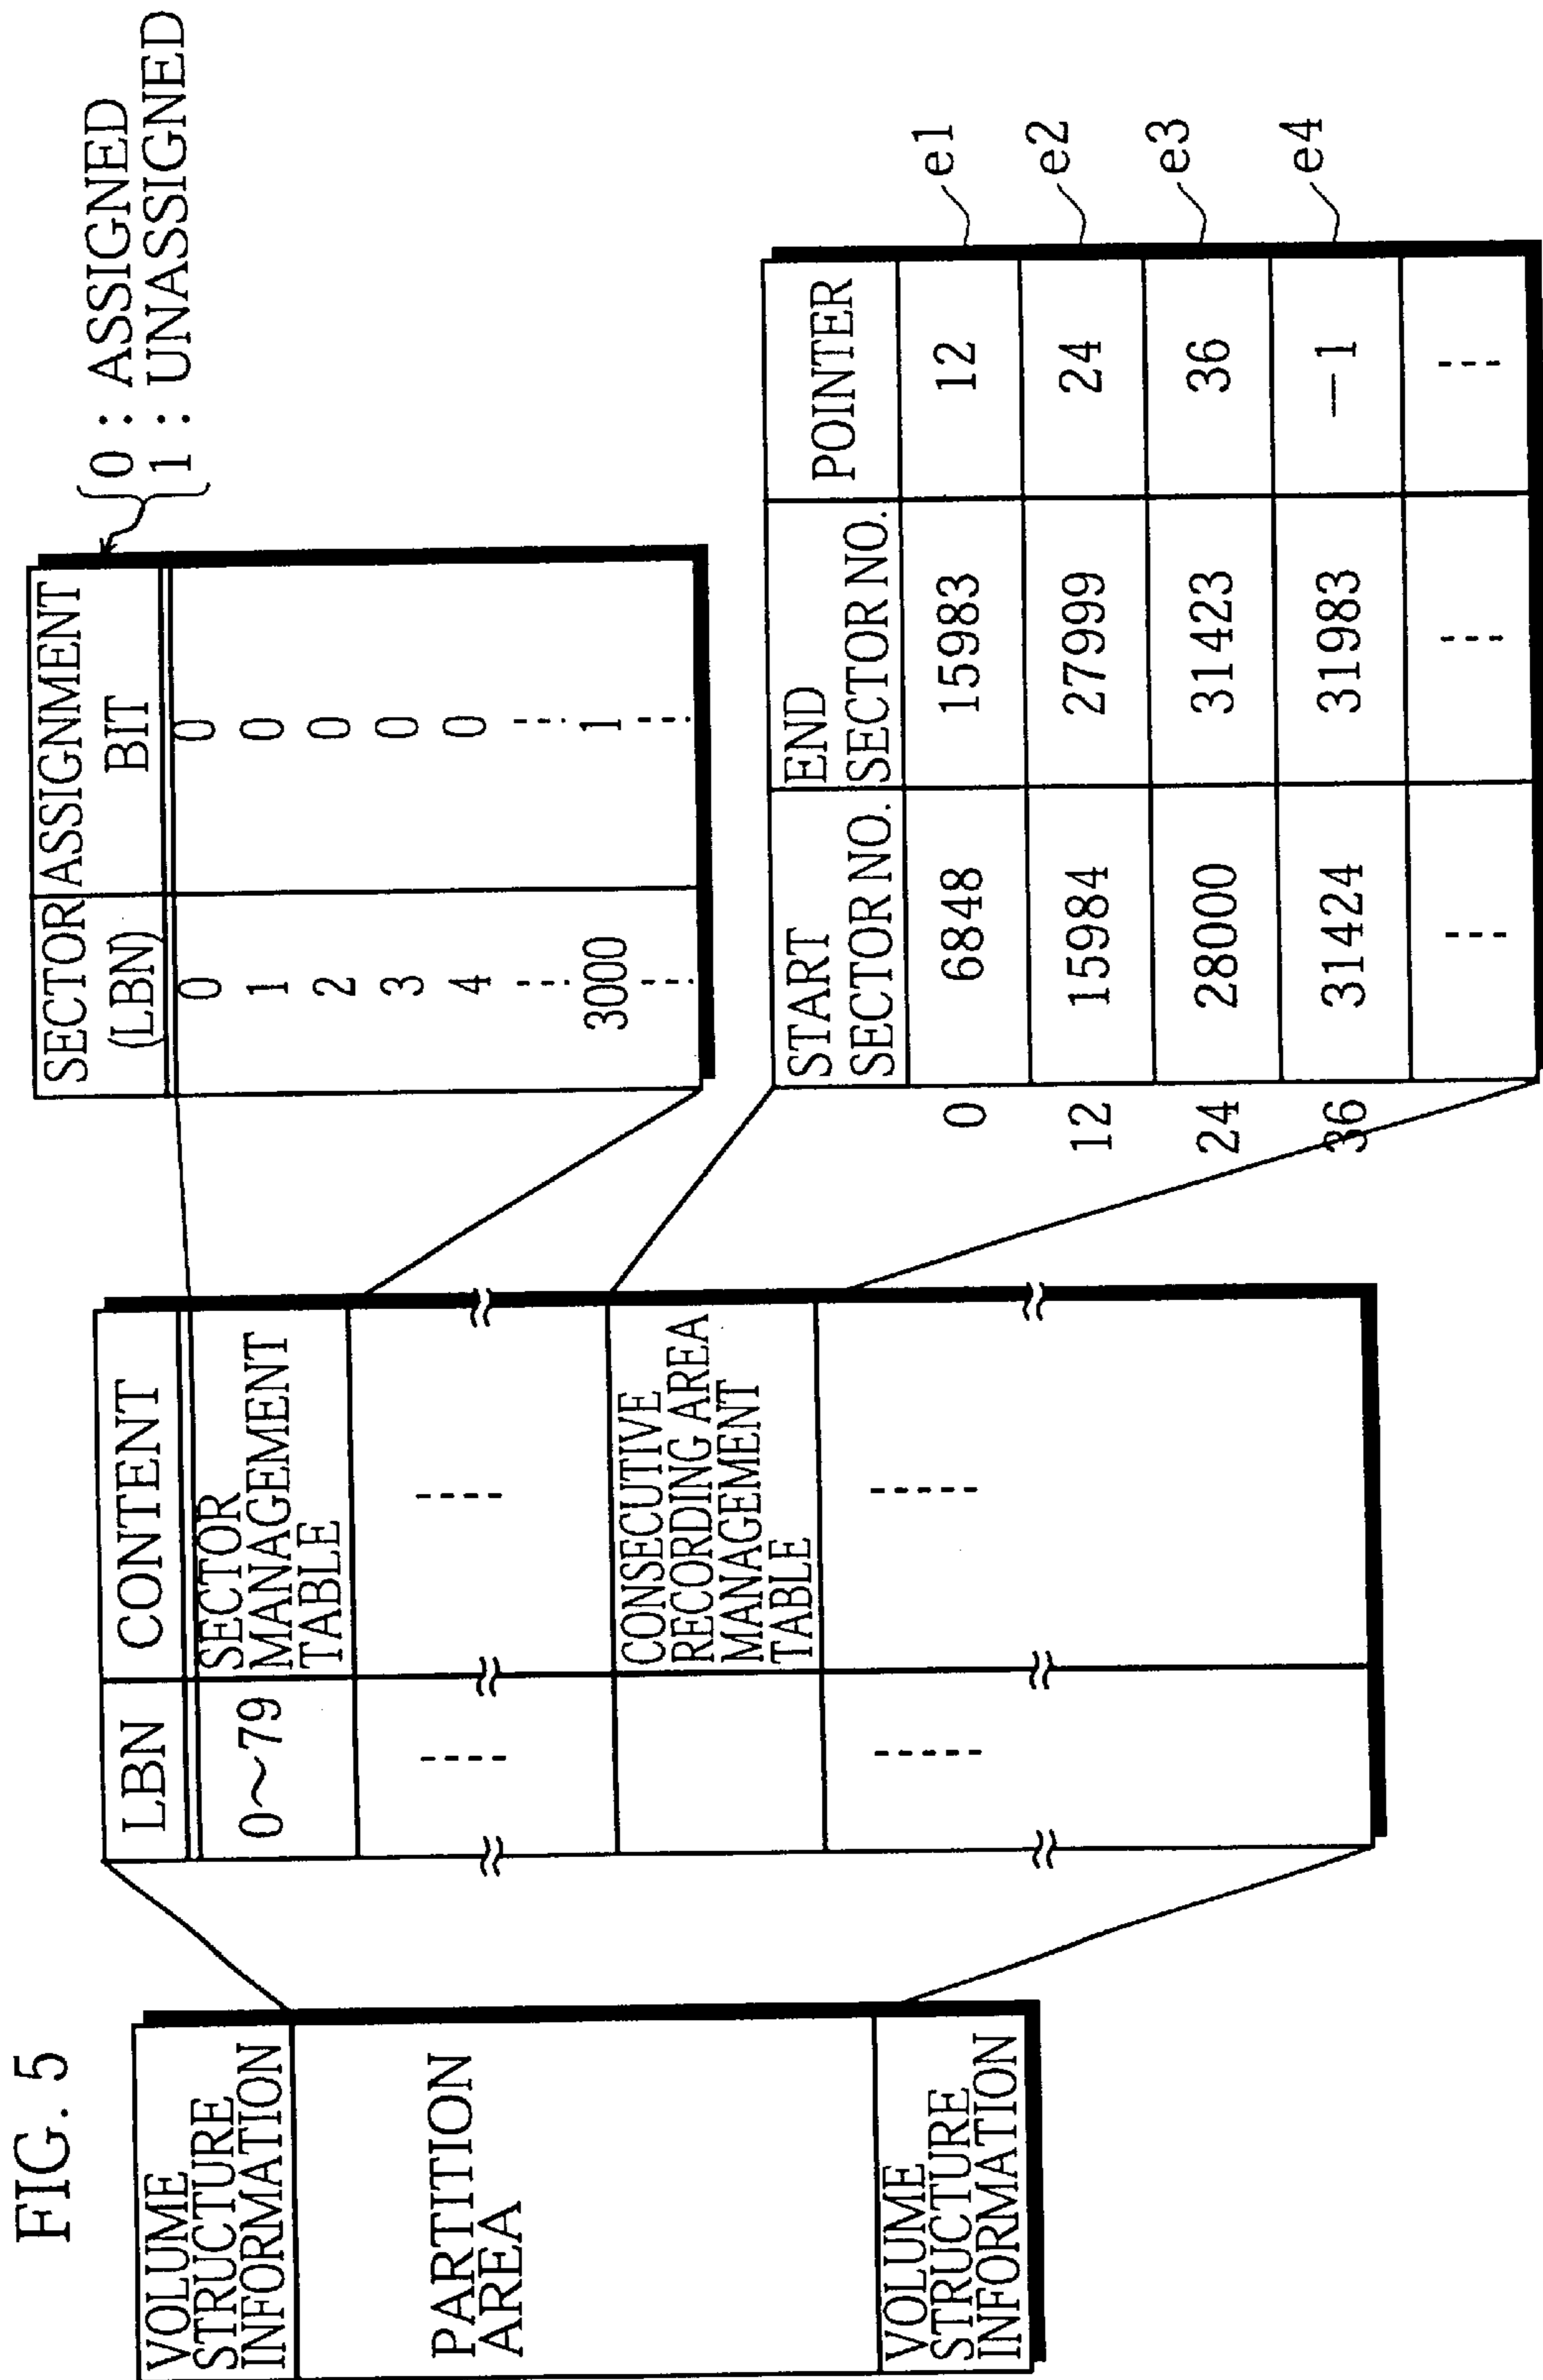 FIG. 5
VOLUME
STRUCTURE
INFORMATION
PARTITION
AREA
VOLUME
STRUCTURE
INFORMATION
LBN CONTENT
0~79 SECTOR
MANAGEMENT
TABLE
----- -----
CONSECUTIVE
RECORDING AREA
MANAGEMENT
TABLE
------ ------
SECTOR ASSIGNMENT
(LBN) BIT
0 0
1 0
2 0
3 0
4 0
--- ---
3000 1
--- ---
0 : ASSIGNED
1 : UNASSIGNED
START END POINTER
SECTOR NO. SECTOR NO.
0 6848 15983 12 e1
12 15984 27999 24 e2
24 28000 31423 36 e3
36 31424 31983 —1 e4
--- --- ---